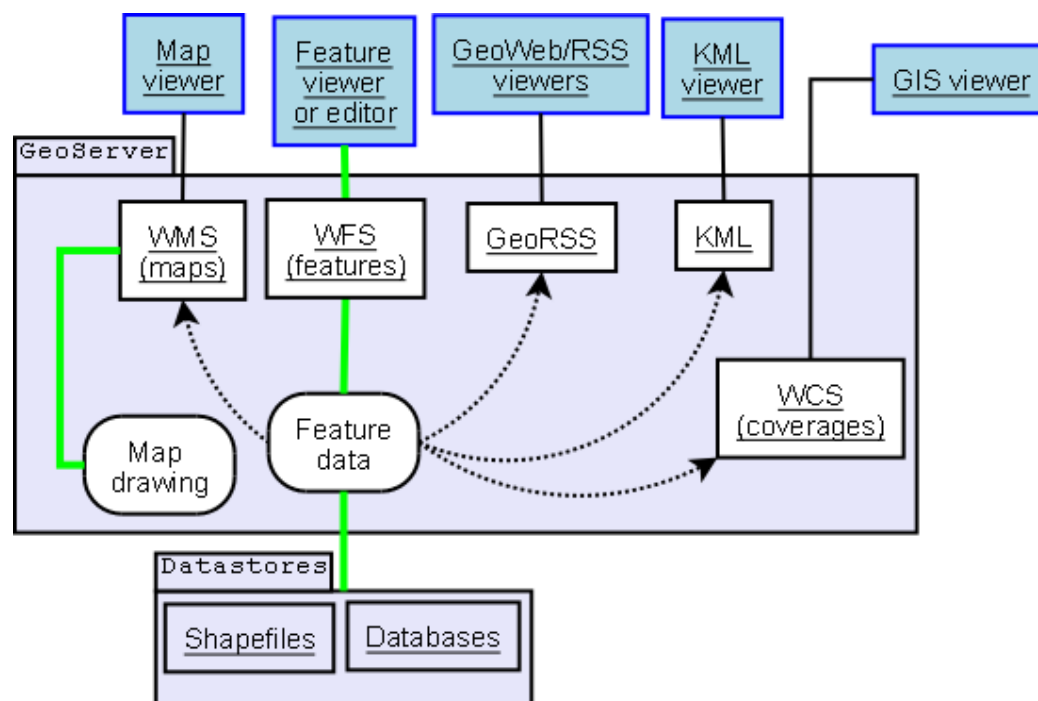 Map
viewer
Feature
viewer
or editor
GeoWeb/RSS
viewers
KML
viewer
GIS viewer
GeoServer
WMS
(maps)
WFS
(features)
GeoRSS
KML
WCS
(coverages)
Map
drawing
Feature
data
Datastores
Shapefiles
Databases